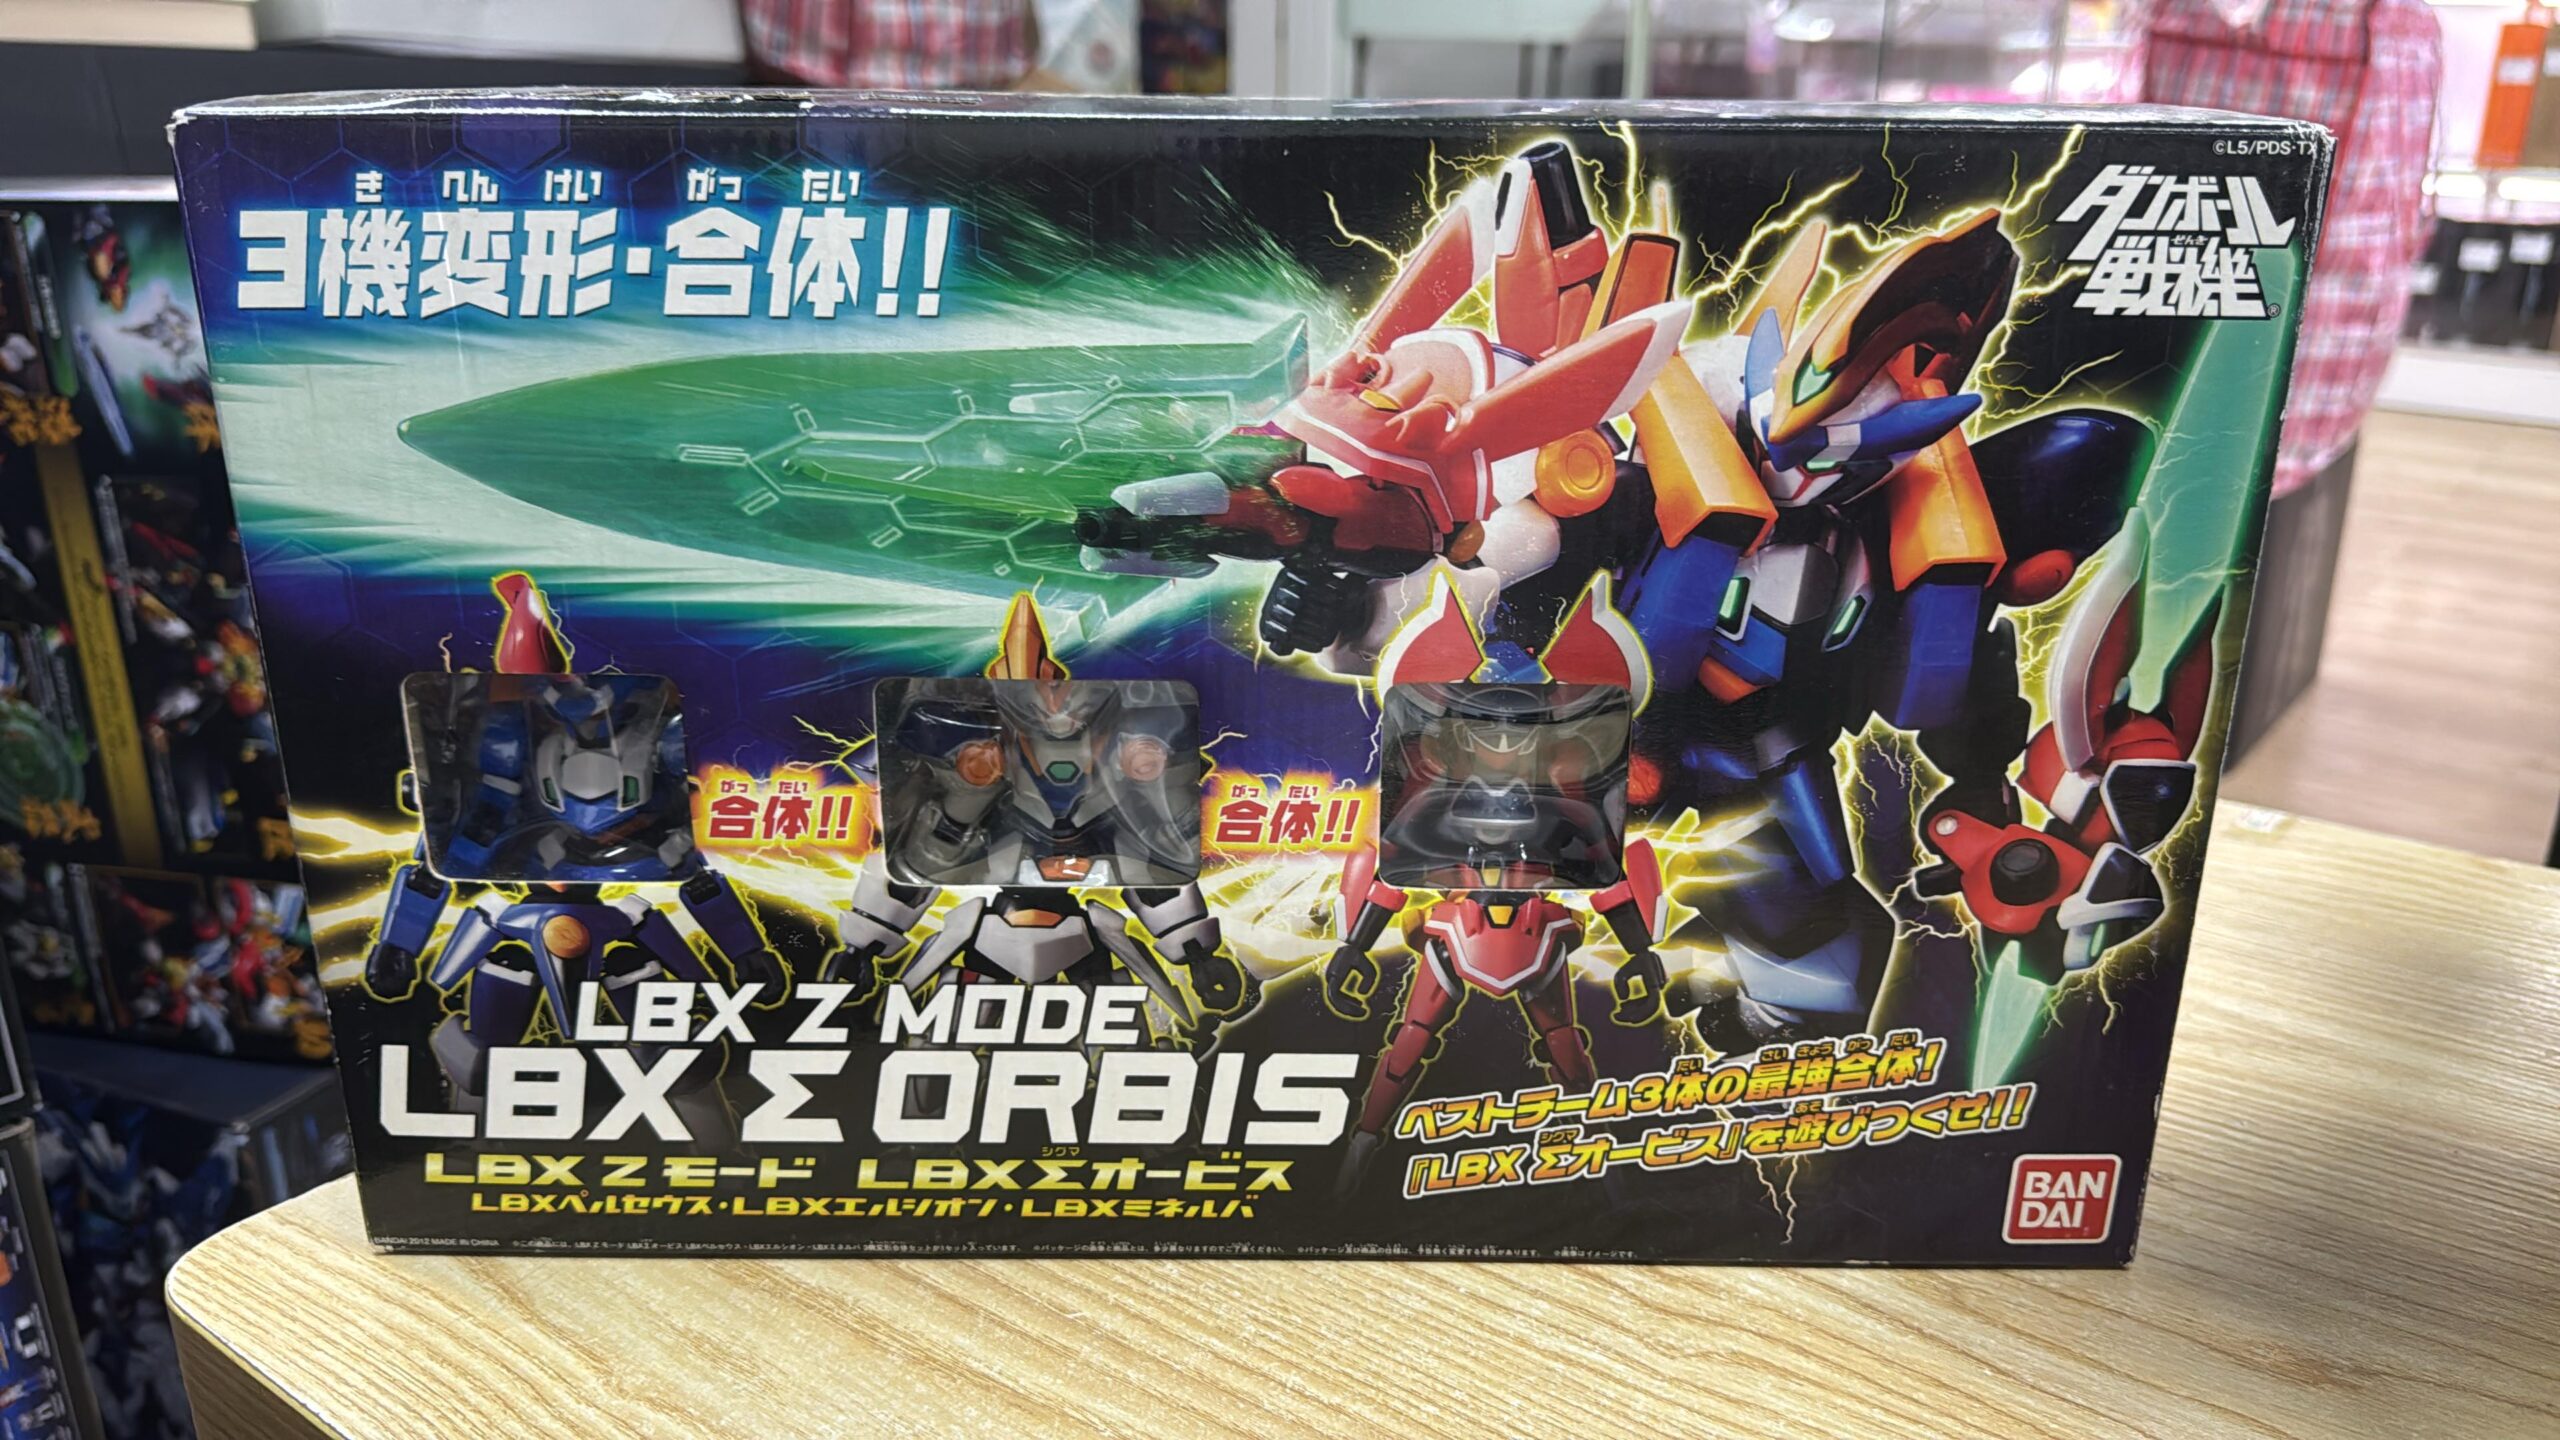 き へん けい がっ たい
3機変形・合体!!
©L5/PDS・TX
ダンボール
せんき
戦機®
がっ たい
合体!!
がっ たい
合体!!
LBX Z MODE
LBX Σ ORBIS
シグマ
LBX Z モード LBX Σオービス
LBXペルセウス・LBXエルシオン・LBXミネルバ
たい さい きょう がっ たい
ベストチーム3体の最強合体!
シグマ あそ
『LBX Σオービス』を遊びつくせ!!
BAN
DAI
BANDAI 2012 MADE IN CHINA